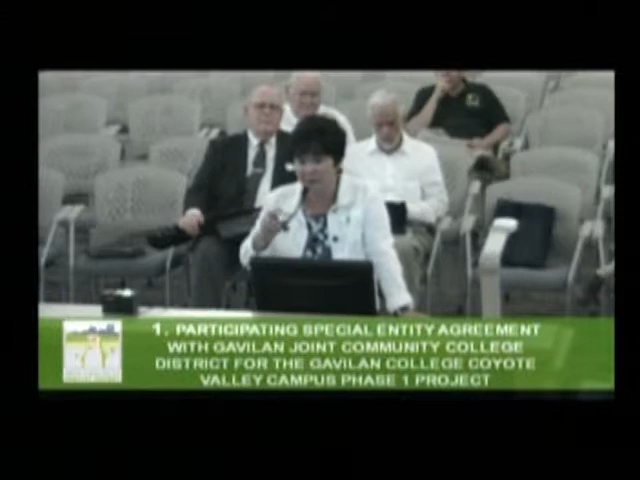 1. PARTICIPATING SPECIAL ENTITY AGREEMENT
WITH GAVILAN JOINT COMMUNITY COLLEGE
DISTRICT FOR THE GAVILAN COLLEGE COYOTE
VALLEY CAMPUS PHASE 1 PROJECT